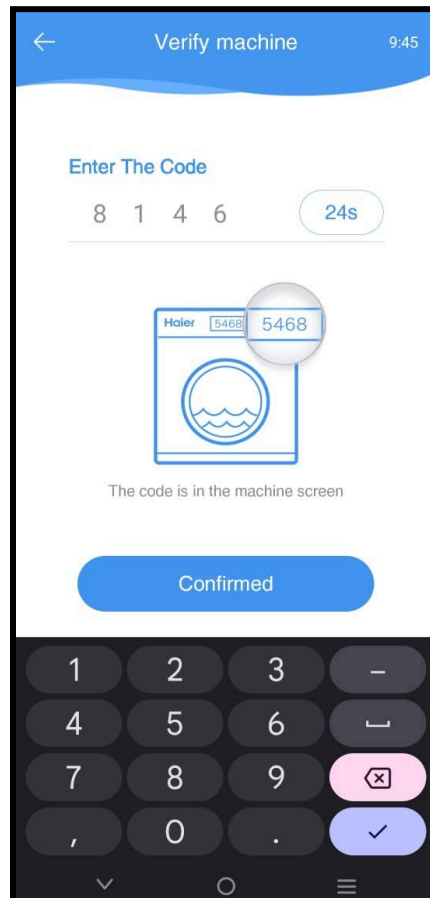 Verify machine 9:45
Enter The Code
8 1 4 6 24s
Haier 5468 5468
The code is in the machine screen
Confirmed
1 2 3 –
4 5 6
7 8 9
, 0 .